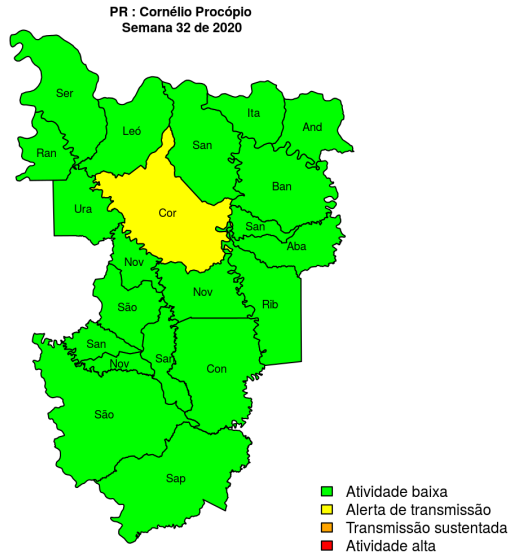 PR : Cornélio Procópio
Semana 32 de 2020
Ser
Ita
And
Leó
San
Ran
Ban
Ura
Cor
San
Aba
Nov
Nov
São
Rib
San
San
Nov
Con
São
Sap
Atividade baixa
Alerta de transmissão
Transmissão sustentada
Atividade alta